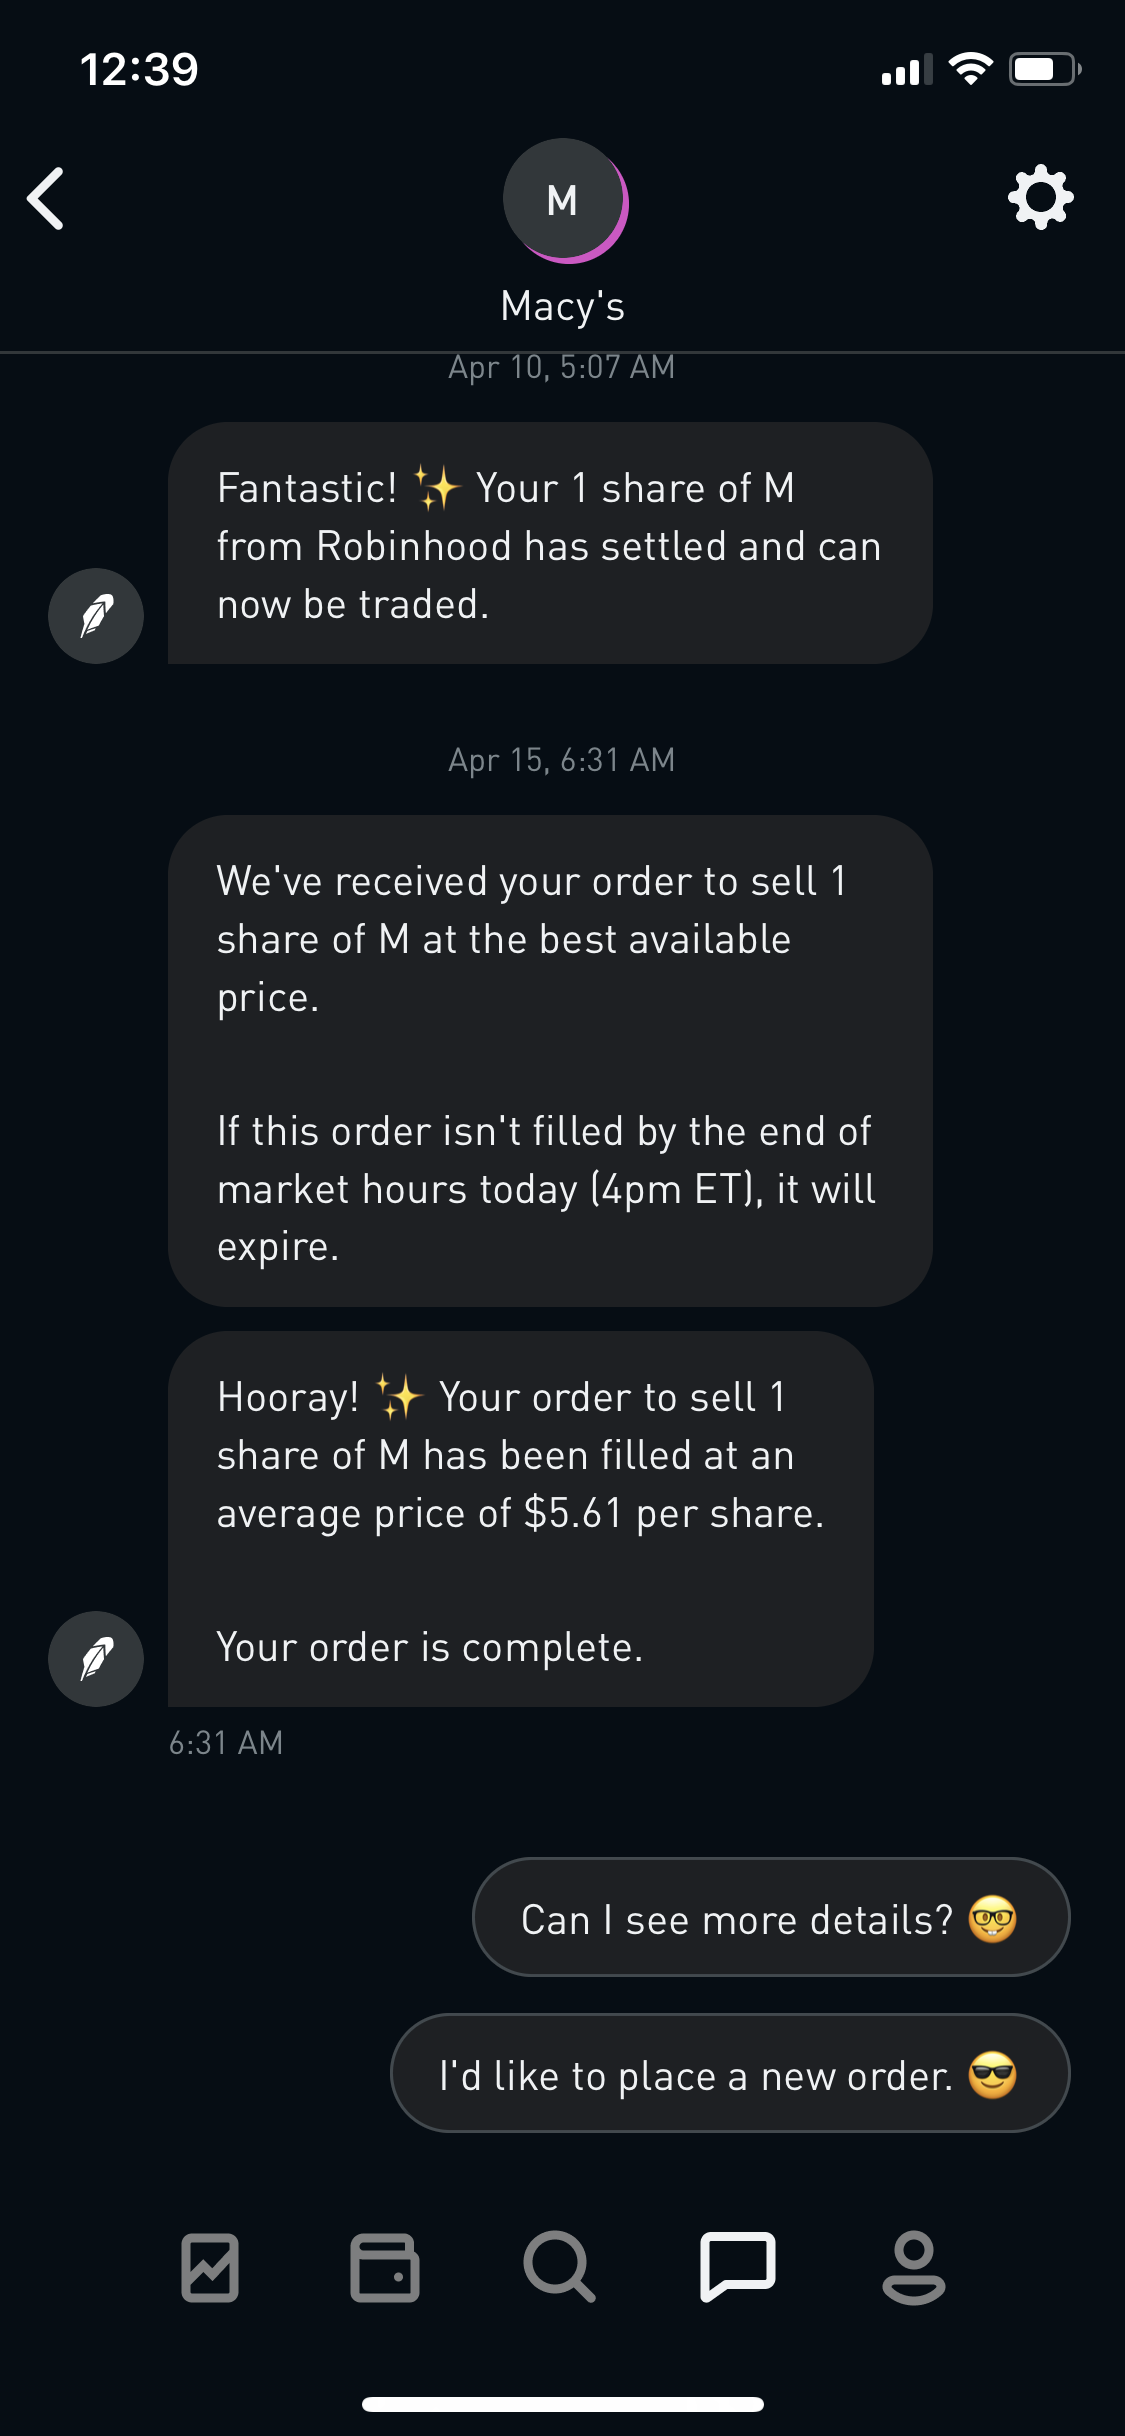 12:39
M
Macy's
Apr 10, 5:07 AM
Fantastic! ✨ Your 1 share of M
from Robinhood has settled and can
now be traded.
Apr 15, 6:31 AM
We've received your order to sell 1
share of M at the best available
price.
If this order isn't filled by the end of
market hours today (4pm ET), it will
expire.
Hooray! ✨ Your order to sell 1
share of M has been filled at an
average price of $5.61 per share.
Your order is complete.
6:31 AM
Can I see more details? 🤓
I'd like to place a new order. 😎